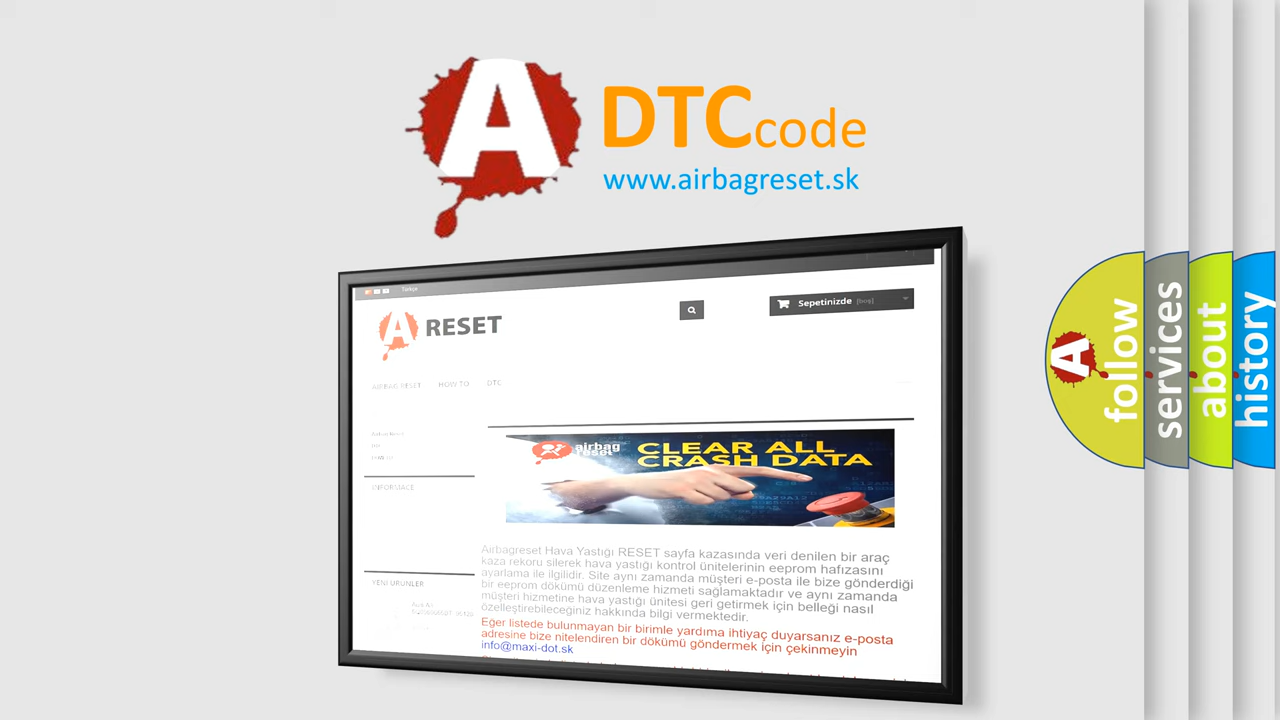 A DTCcode
www.airbagreset.sk
Türkçe
A RESET
Sepetinizde [boş]
AIRBAG RESET HOW TO DTC
INFORMACE
airbag
reset
CLEAR ALL
CRASH DATA
Airbagreset Hava Yastığı RESET sayfa kazasında veri denilen bir araç
kaza rekoru silerek hava yastığı kontrol ünitelerinin eeprom hafızasını
ayarlama ile ilgilidir. Site aynı zamanda müşteri e-posta ile bize gönderdiği
bir eeprom dökümü düzenleme hizmeti sağlamaktadır ve aynı zamanda
müşteri hizmetine hava yastığı ünitesi geri getirmek için belleği nasıl
özelleştirebileceğiniz hakkında bilgi vermektedir.
Eğer listede bulunmayan bir birimle yardıma ihtiyaç duyarsanız e-posta
adresine bize nitelendiren bir dökümü göndermek için çekinmeyin
info@maxi-dot.sk
YENI ÜRÜNLER
A
follow
services
about
history